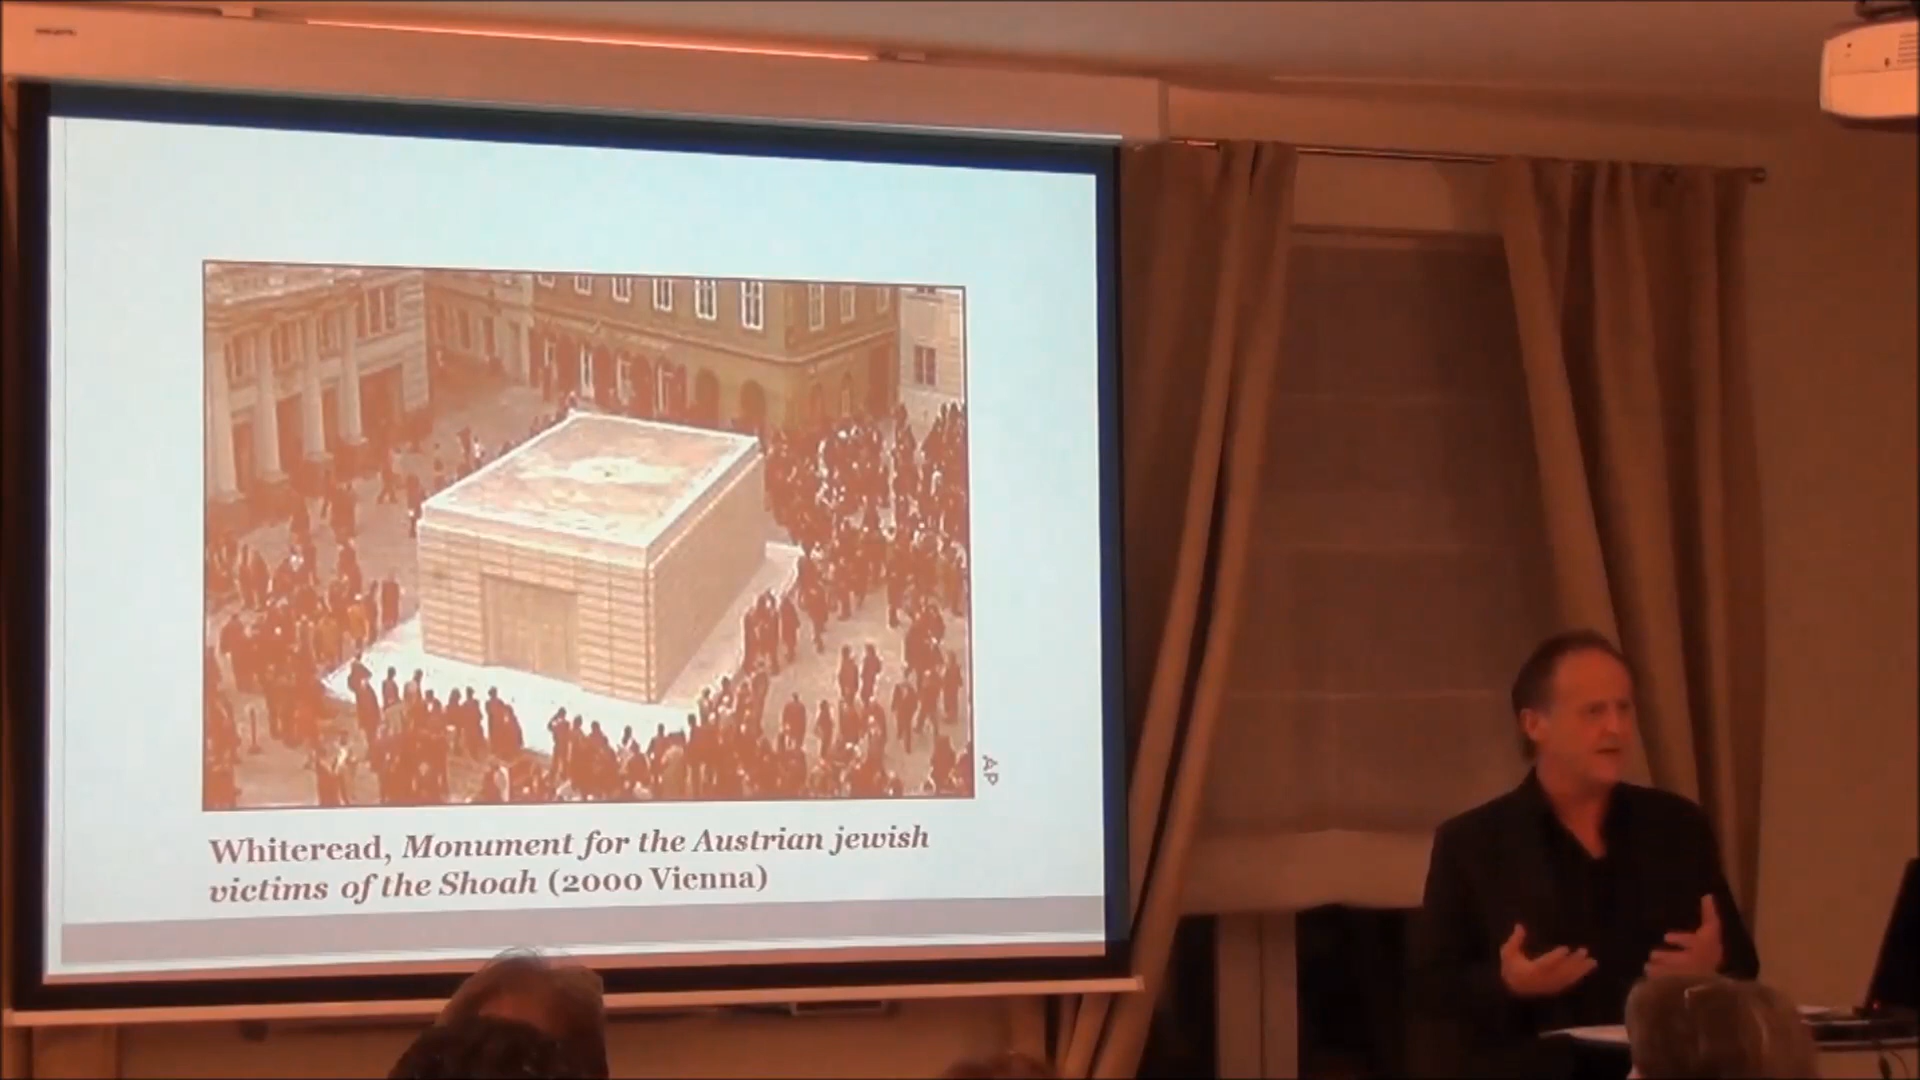 AP
Whiteread, Monument for the Austrian jewish
victims of the Shoah (2000 Vienna)